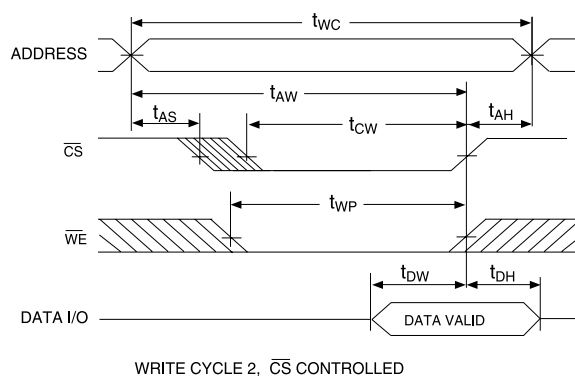 tWC
ADDRESS
tAW
tAS
tCW
tAH
CS
tWP
WE
tDW
tDH
DATA I/O
DATA VALID
WRITE CYCLE 2, CS CONTROLLED